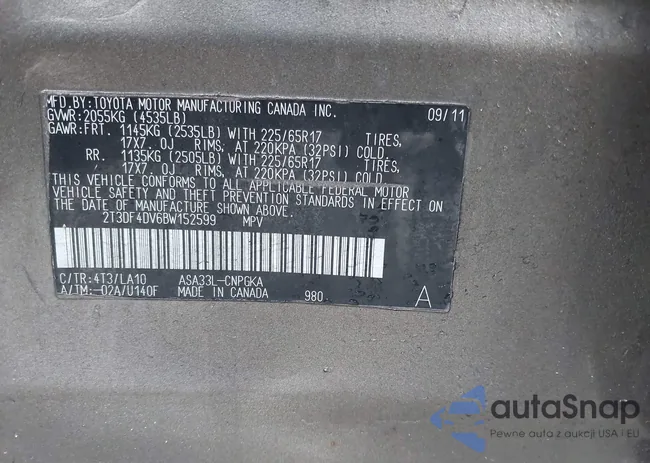 MFD.BY:TOYOTA MOTOR MANUFACTURING CANADA INC. 09/11
GVWR:2055KG (4535LB)
GAWR:FRT. 1145KG (2535LB) WITH 225/65R17 TIRES,
17X7.0J RIMS, AT 220KPA (32PSI) COLD.
RR. 1135KG (2505LB) WITH 225/65R17 TIRES,
17X7.0J RIMS, AT 220KPA (32PSI) COLD.
THIS VEHICLE CONFORMS TO ALL APPLICABLE FEDERAL MOTOR
VEHICLE SAFETY AND THEFT PREVENTION STANDARDS IN EFFECT ON
THE DATE OF MANUFACTURE SHOWN ABOVE.
2T3DF4DV6BW152599 MPV
C/TR:4T3/LA10 ASA33L-CNPGKA
A/TM:-02A/U140F MADE IN CANADA 980 A
autaSnap
Pewne auta z aukcji USA i EU